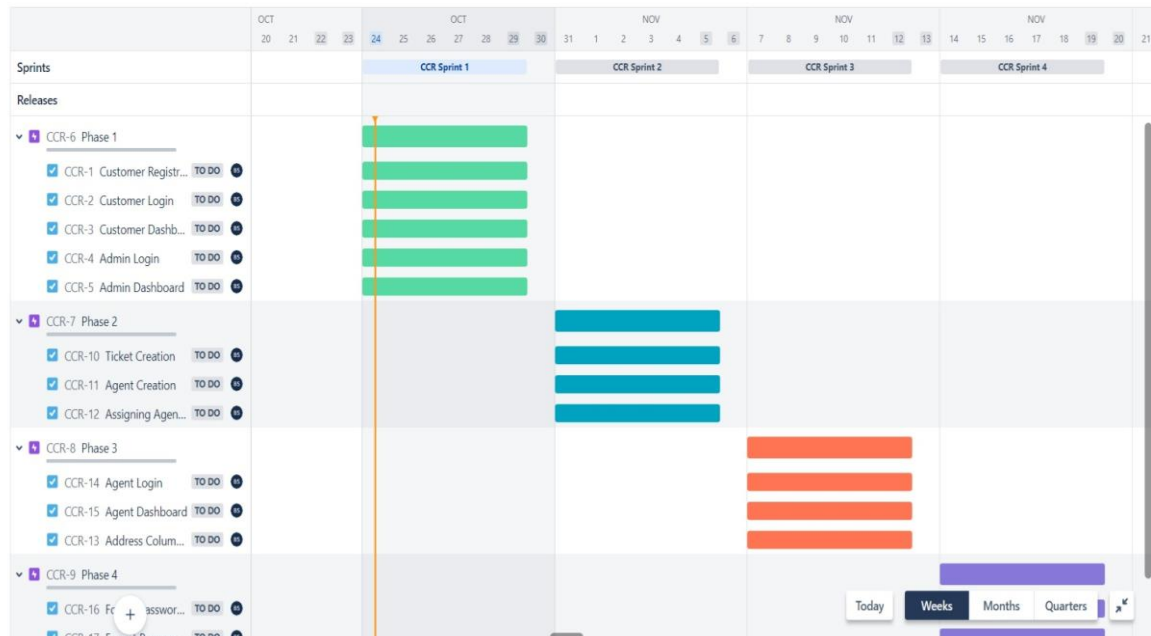 OCT OCT NOV NOV NOV
20 21 22 23 24 25 26 27 28 29 30 31 1 2 3 4 5 6 7 8 9 10 11 12 13 14 15 16 17 18 19 20 21
Sprints CCR Sprint 1 CCR Sprint 2 CCR Sprint 3 CCR Sprint 4
Releases
CCR-6 Phase 1
CCR-1 Customer Registr... TO DO
CCR-2 Customer Login TO DO
CCR-3 Customer Dashb... TO DO
CCR-4 Admin Login TO DO
CCR-5 Admin Dashboard TO DO
CCR-7 Phase 2
CCR-10 Ticket Creation TO DO
CCR-11 Agent Creation TO DO
CCR-12 Assigning Agen... TO DO
CCR-8 Phase 3
CCR-14 Agent Login TO DO
CCR-15 Agent Dashboard TO DO
CCR-13 Address Colum... TO DO
CCR-9 Phase 4
CCR-16 TO DO
Today Weeks Months Quarters